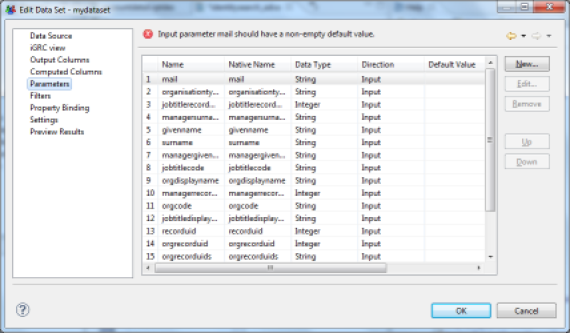 Edit Data Set - mydataset
Data Source
iGRC view
Output Columns
Computed Columns
Parameters
Filters
Property Binding
Settings
Preview Results
Input parameter mail should have a non-empty default value.
Name Native Name Data Type Direction Default Value
1 mail mail String Input
2 organisationty... organisationty... String Input
3 jobtitlerecord... jobtitlerecord... Integer Input
4 managersurna... managersurna... String Input
5 givenname givenname String Input
6 surname surname String Input
7 managergiven... managergiven... String Input
8 jobtitlecode jobtitlecode String Input
9 orgdisplayname orgdisplayname String Input
10 managerrecor... managerrecor... Integer Input
11 orgcode orgcode String Input
12 jobtitledisplay... jobtitledisplay... String Input
13 recorduid recorduid Integer Input
14 orgrecorduid orgrecorduid Integer Input
15 orgrecorduids orgrecorduids String Input
New...
Edit...
Remove
Up
Down
OK
Cancel